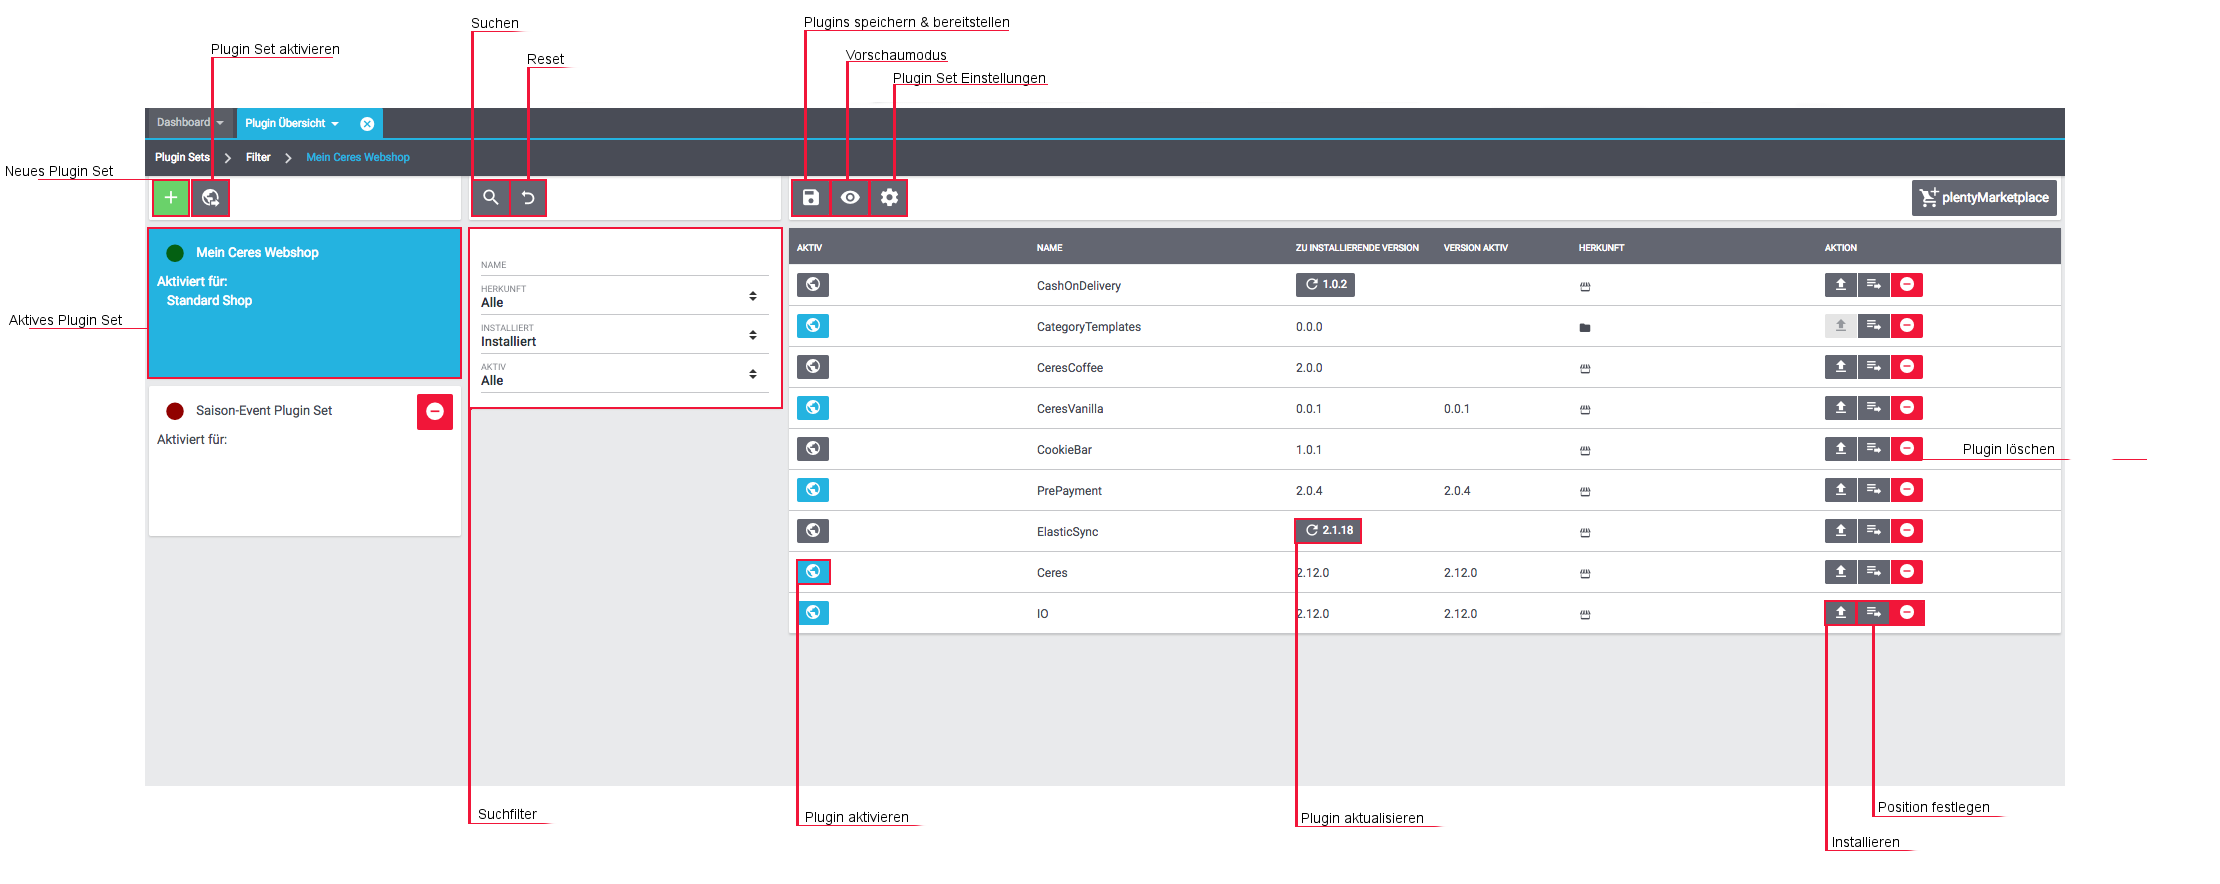 Suchen
Plugins speichern & bereitstellen
Plugin Set aktivieren
Vorschaumodus
Reset
Plugin Set Einstellungen
Dashboard
Plugin Übersicht
Plugin Sets > Filter > Mein Ceres Webshop
Neues Plugin Set
plentyMarketplace
Mein Ceres Webshop
Aktiviert für:
Standard Shop
Aktives Plugin Set
Saison-Event Plugin Set
Aktiviert für:
NAME
HERKUNFT
Alle
INSTALLIERT
Installiert
AKTIV
Alle
AKTIV NAME ZU INSTALLIERENDE VERSION VERSION AKTIV HERKUNFT AKTION
CashOnDelivery 1.0.2
CategoryTemplates 0.0.0
CeresCoffee 2.0.0
CeresVanilla 0.0.1 0.0.1
CookieBar 1.0.1
Plugin löschen
PrePayment 2.0.4 2.0.4
ElasticSync 2.1.18
Ceres 2.12.0 2.12.0
IO 2.12.0 2.12.0
Suchfilter
Plugin aktivieren
Plugin aktualisieren
Position festlegen
Installieren